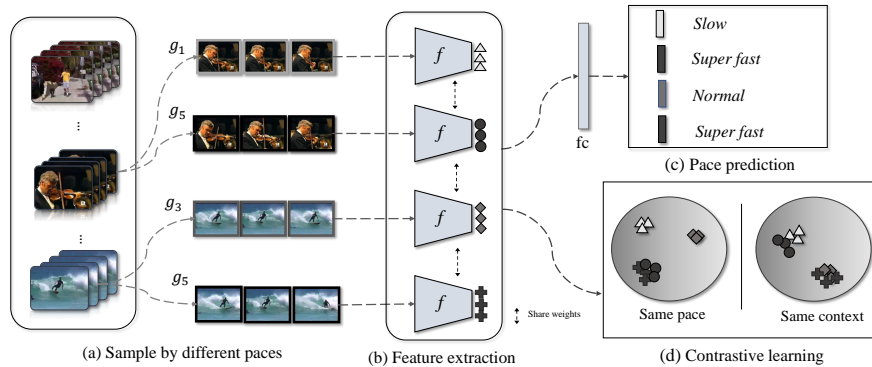 g1
g5
g3
g5
f
f
f
f
Share weights
fc
Slow
Super fast
Normal
Super fast
(c) Pace prediction
Same pace
Same context
(a) Sample by different paces
(b) Feature extraction
(d) Contrastive learning